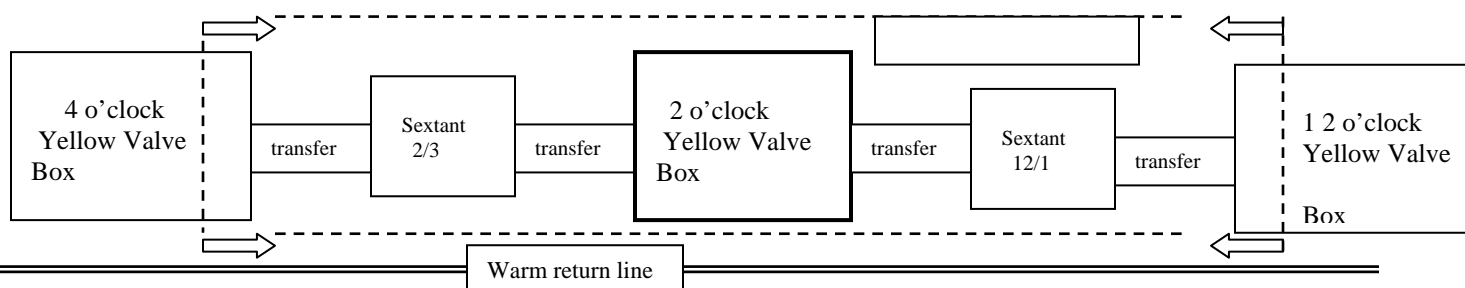 4 o’clock
Yellow Valve
Box
transfer
Sextant
2/3
transfer
2 o’clock
Yellow Valve
Box
transfer
Sextant
12/1
transfer
1 2 o’clock
Yellow Valve
Box
Warm return line